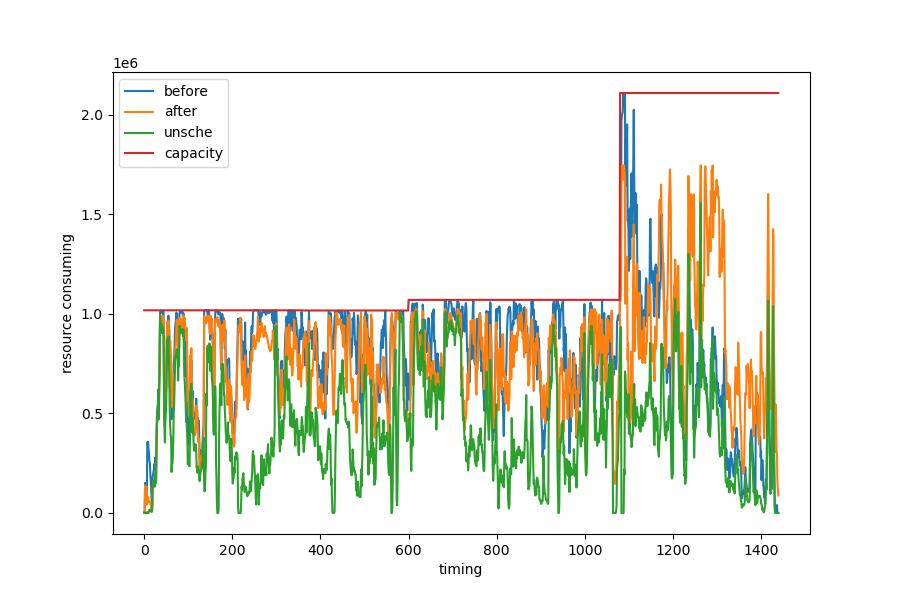 1e6
before
after
unsche
capacity
2.0
1.5
1.0
0.5
0.0
resource consuming
0 200 400 600 800 1000 1200 1400
timing